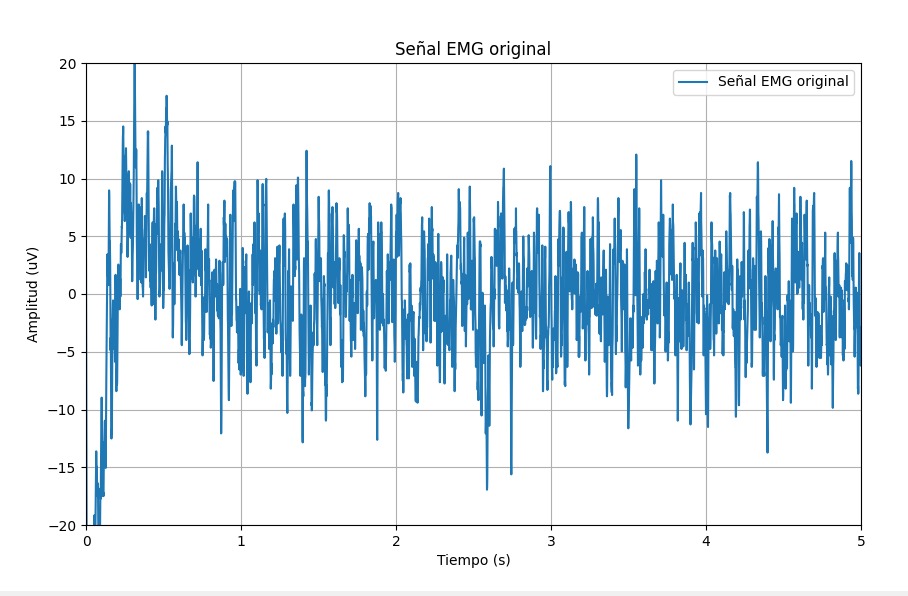 Señal EMG original
Señal EMG original
20
15
10
5
0
−5
−10
−15
−20
Amplitud (uV)
0 1 2 3 4 5
Tiempo (s)